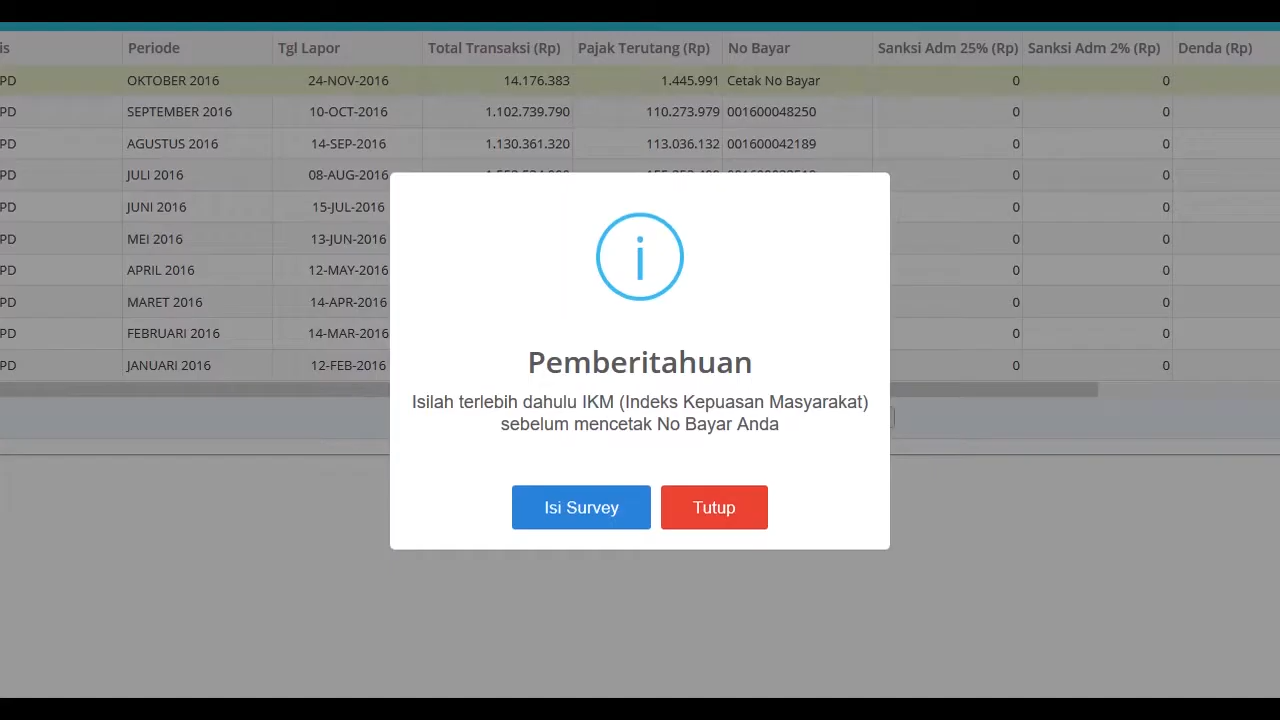 is Periode Tgl Lapor Total Transaksi (Rp) Pajak Terutang (Rp) No Bayar Sanksi Adm 25% (Rp) Sanksi Adm 2% (Rp) Denda (Rp)
PD OKTOBER 2016 24-NOV-2016 14.176.383 1.445.991 Cetak No Bayar 0 0
PD SEPTEMBER 2016 10-OCT-2016 1.102.739.790 110.273.979 001600048250 0 0
PD AGUSTUS 2016 14-SEP-2016 1.130.361.320 113.036.132 001600042189 0 0
PD JULI 2016 08-AUG-2016 0 0
PD JUNI 2016 15-JUL-2016 0 0
PD MEI 2016 13-JUN-2016 0 0
PD APRIL 2016 12-MAY-2016 0 0
PD MARET 2016 14-APR-2016 0 0
PD FEBRUARI 2016 14-MAR-2016 0 0
PD JANUARI 2016 12-FEB-2016 0 0
i
Pemberitahuan
Isilah terlebih dahulu IKM (Indeks Kepuasan Masyarakat)
sebelum mencetak No Bayar Anda
Isi Survey Tutup